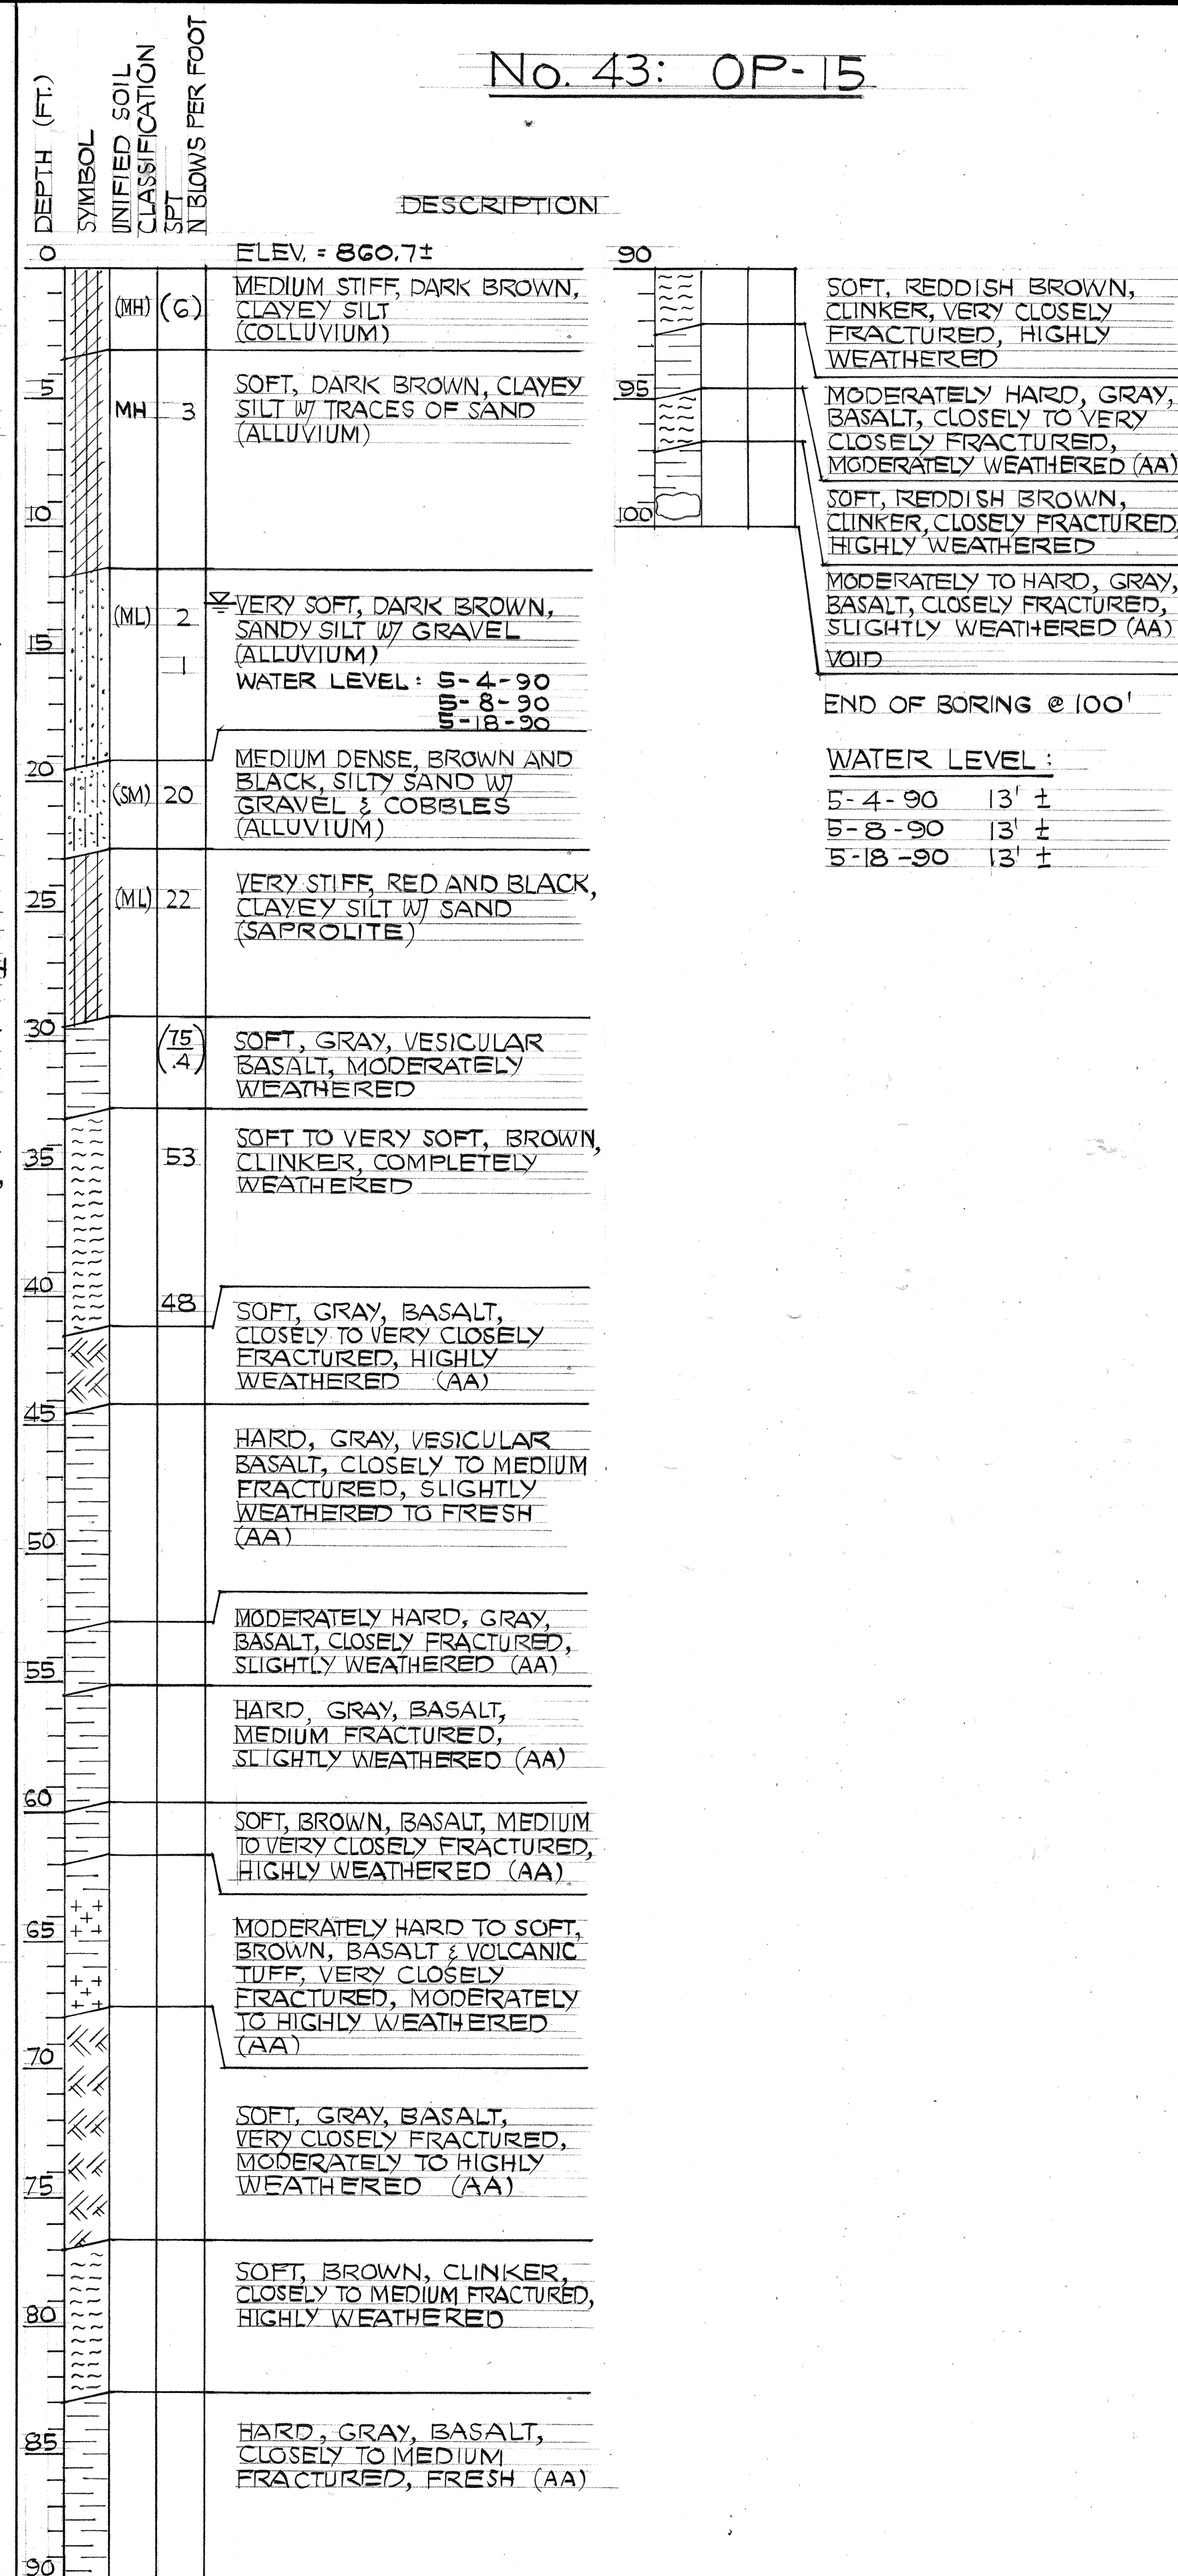 No. 43: OP-15
DEPTH (FT.)
SYMBOL
UNIFIED SOIL
CLASSIFICATION
SPT
N BLOWS PER FOOT
DESCRIPTION
0
ELEV. = 860.7±
MEDIUM STIFF, DARK BROWN,
(MH) (6)
CLAYEY SILT
(COLLUVIUM)
5
SOFT, DARK BROWN, CLAYEY
MH 3
SILT W/ TRACES OF SAND
(ALLUVIUM)
10
(ML) 2
VERY SOFT, DARK BROWN,
SANDY SILT W/ GRAVEL
15
1
(ALLUVIUM)
WATER LEVEL: 5-4-90
5-8-90
5-18-90
20
MEDIUM DENSE, BROWN AND
BLACK, SILTY SAND W/
(SM) 20
GRAVEL & COBBLES
(ALLUVIUM)
25
(ML) 22
VERY STIFF, RED AND BLACK,
CLAYEY SILT W/ SAND
(SAPROLITE)
30
(75/.4)
SOFT, GRAY, VESICULAR
BASALT, MODERATELY
WEATHERED
35
53
SOFT TO VERY SOFT, BROWN,
CLINKER, COMPLETELY
WEATHERED
40
48
SOFT, GRAY, BASALT,
CLOSELY TO VERY CLOSELY
FRACTURED, HIGHLY
WEATHERED (AA)
45
HARD, GRAY, VESICULAR
BASALT, CLOSELY TO MEDIUM
FRACTURED, SLIGHTLY
WEATHERED TO FRESH
(AA)
50
MODERATELY HARD, GRAY,
BASALT, CLOSELY FRACTURED,
SLIGHTLY WEATHERED (AA)
55
HARD, GRAY, BASALT,
MEDIUM FRACTURED,
SLIGHTLY WEATHERED (AA)
60
SOFT, BROWN, BASALT, MEDIUM
TO VERY CLOSELY FRACTURED,
HIGHLY WEATHERED (AA)
65
MODERATELY HARD TO SOFT,
BROWN, BASALT & VOLCANIC
TUFF, VERY CLOSELY
FRACTURED, MODERATELY
TO HIGHLY WEATHERED
(AA)
70
SOFT, GRAY, BASALT,
VERY CLOSELY FRACTURED,
MODERATELY TO HIGHLY
WEATHERED (AA)
75
SOFT, BROWN, CLINKER,
CLOSELY TO MEDIUM FRACTURED,
HIGHLY WEATHERED
80
85
HARD, GRAY, BASALT,
CLOSELY TO MEDIUM
FRACTURED, FRESH (AA)
90
90
SOFT, REDDISH BROWN,
CLINKER, VERY CLOSELY
FRACTURED, HIGHLY
WEATHERED
95
MODERATELY HARD, GRAY,
BASALT, CLOSELY TO VERY
CLOSELY FRACTURED,
MODERATELY WEATHERED (AA)
SOFT, REDDISH BROWN,
CLINKER, CLOSELY FRACTURED,
HIGHLY WEATHERED
100
MODERATELY TO HARD, GRAY,
BASALT, CLOSELY FRACTURED,
SLIGHTLY WEATHERED (AA)
VOID
END OF BORING @ 100'
WATER LEVEL:
5-4-90 13' ±
5-8-90 13' ±
5-18-90 13' ±